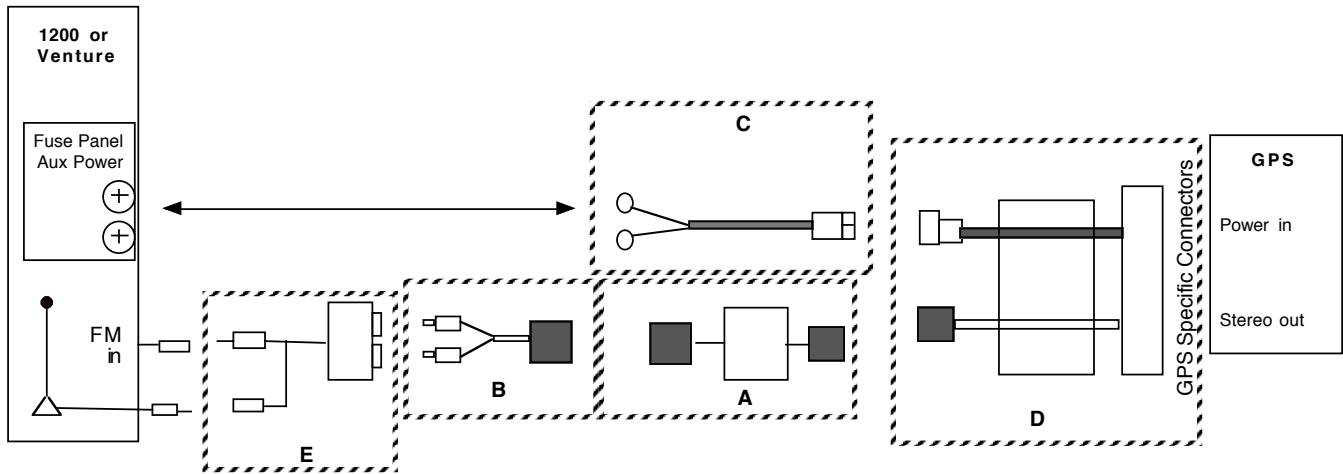 1200 or
Venture
Fuse Panel
Aux Power
FM
in
E
B
C
A
D
GPS Specific Connectors
GPS
Power in
Stereo out